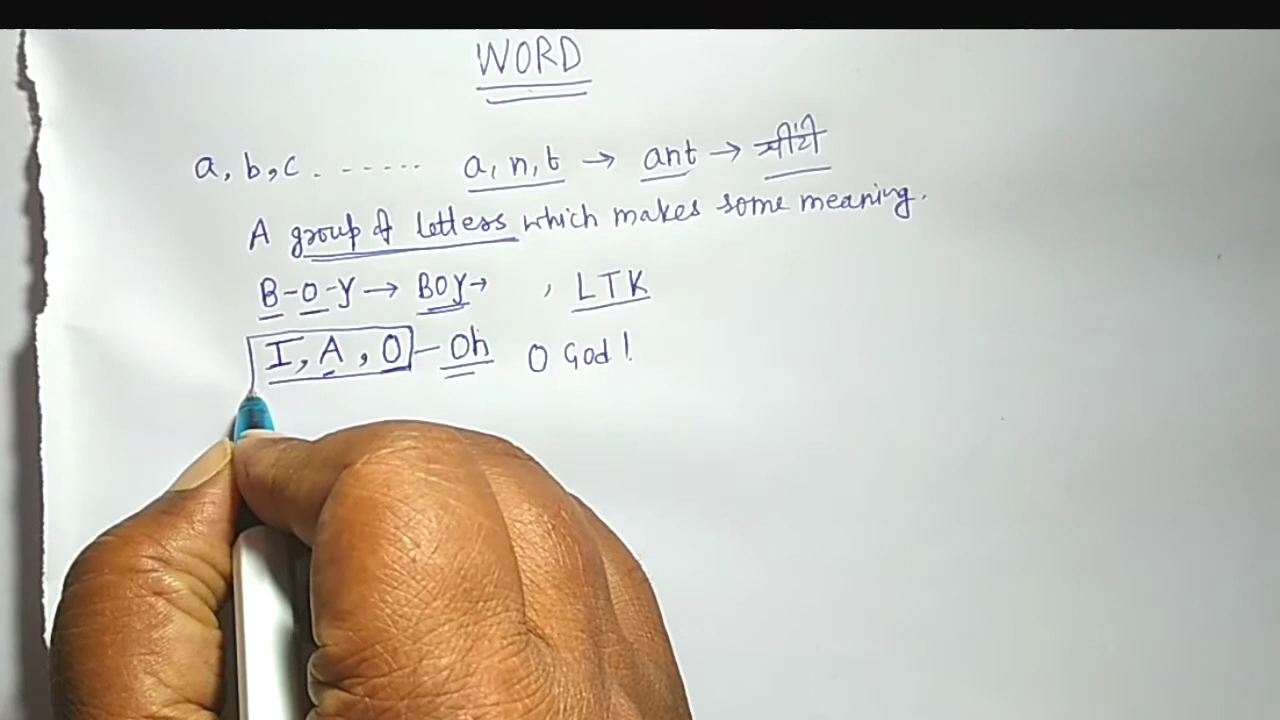 WORD
a, b, c. ...... a, n, t → ant → चींटी
A group of letters which makes some meaning.
B-O-Y → BOY → , LTK
I, A, O - Oh O God!